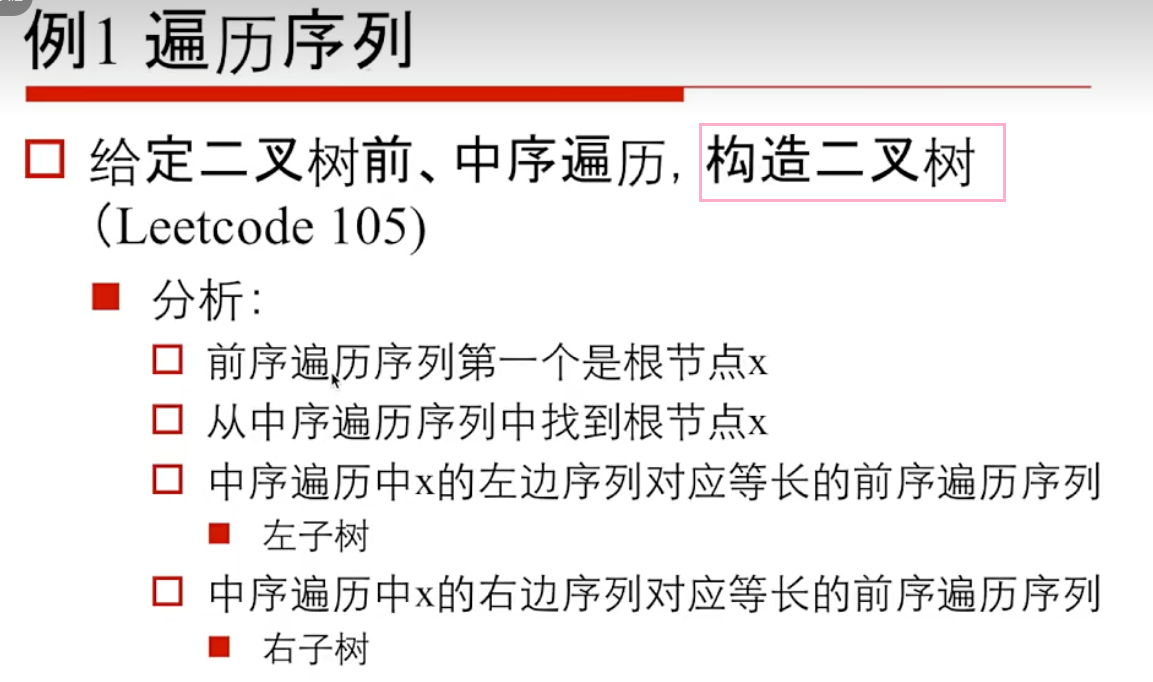 例1 遍历序列
给定二叉树前、中序遍历, 构造二叉树
(Leetcode 105)
分析:
前序遍历序列第一个是根节点x
从中序遍历序列中找到根节点x
中序遍历中x的左边序列对应等长的前序遍历序列
左子树
中序遍历中x的右边序列对应等长的前序遍历序列
右子树